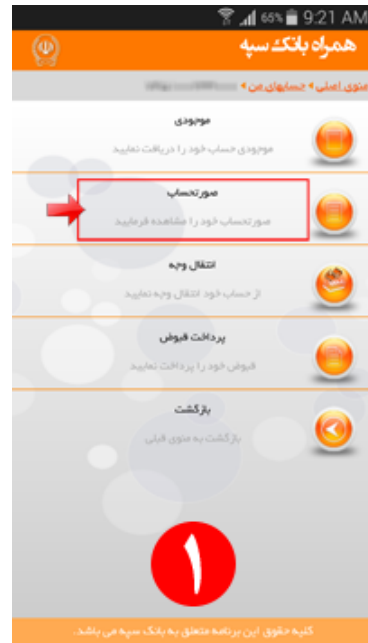 65% 9:21 AM
همراه بانک سپه
منوی اصلی ◂ حسابهای من ◂
موجودی
موجودی حساب خود را دریافت نمایید
صورتحساب
صورتحساب خود را مشاهده فرمایید
انتقال وجه
از حساب خود انتقال وجه نمایید
پرداخت قبوض
قبوض خود را پرداخت نمایید
بازگشت
بازگشت به منوی قبلی
۱
کلیه حقوق این برنامه متعلق به بانک سپه می باشد.